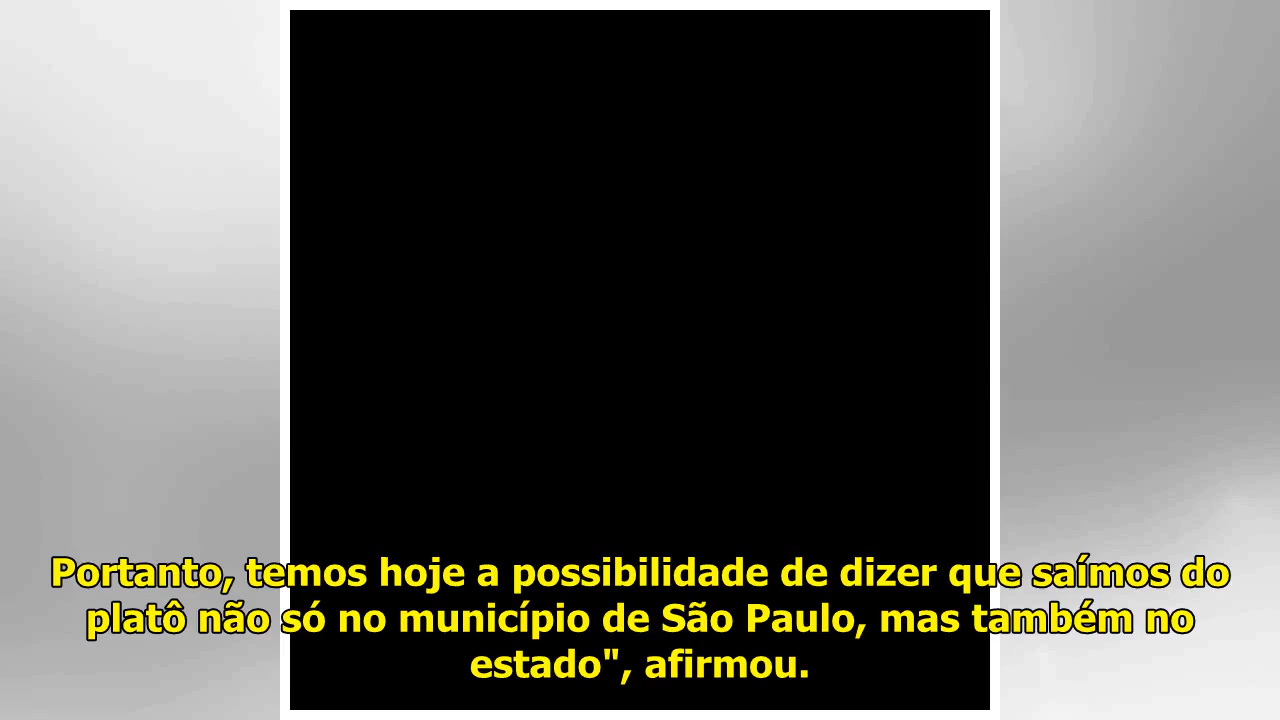 Portanto, temos hoje a possibilidade de dizer que saímos do
platô não só no município de São Paulo, mas também no
estado", afirmou.